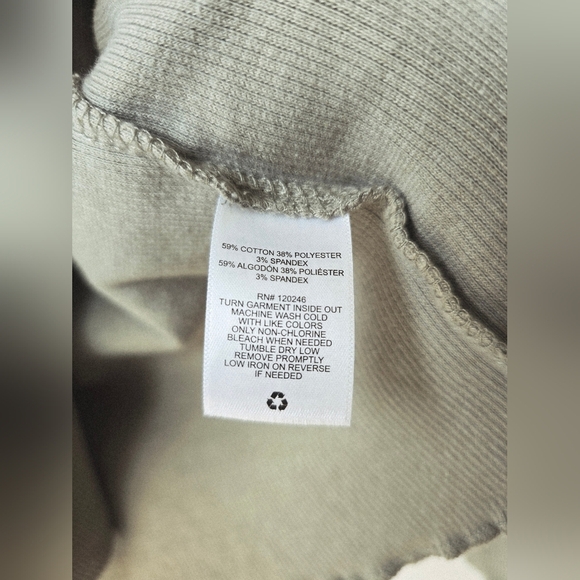 59% COTTON 38% POLYESTER
3% SPANDEX
59% ALGODÓN 38% POLIÉSTER
3% SPANDEX
RN# 120246
TURN GARMENT INSIDE OUT
MACHINE WASH COLD
WITH LIKE COLORS
ONLY NON-CHLORINE
BLEACH WHEN NEEDED
TUMBLE DRY LOW
REMOVE PROMPTLY
LOW IRON ON REVERSE
IF NEEDED